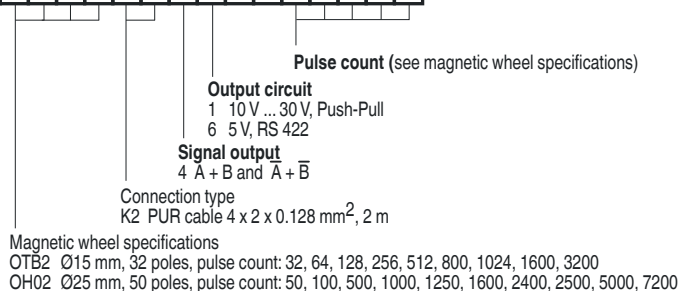 Pulse count (see magnetic wheel specifications)
Output circuit
1 10 V ... 30 V, Push-Pull
6 5 V, RS 422
Signal output
4 A + B and A̅ + B̅
Connection type
K2 PUR cable 4 x 2 x 0.128 mm², 2 m
Magnetic wheel specifications
OTB2 Ø15 mm, 32 poles, pulse count: 32, 64, 128, 256, 512, 800, 1024, 1600, 3200
OH02 Ø25 mm, 50 poles, pulse count: 50, 100, 500, 1000, 1250, 1600, 2400, 2500, 5000, 7200